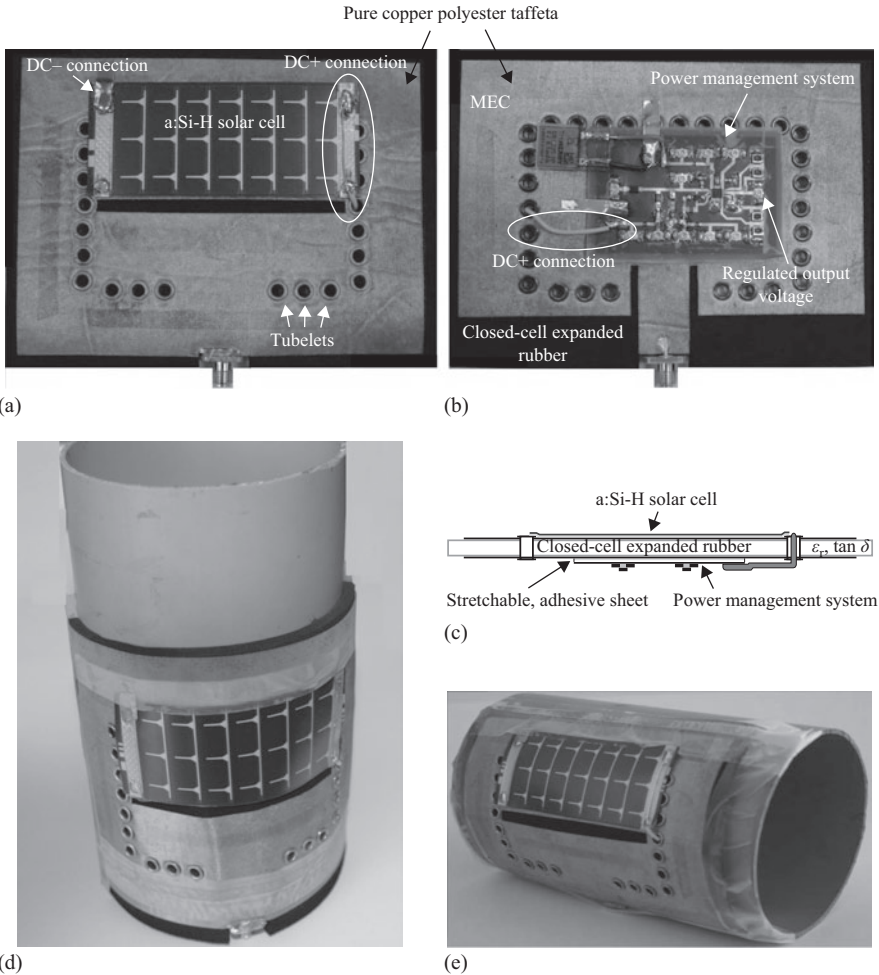 Pure copper polyester taffeta
DC– connection
DC+ connection
a:Si-H solar cell
Tubelets
(a)
Power management system
MEC
DC+ connection
Regulated output
voltage
Closed-cell expanded
rubber
(b)
a:Si-H solar cell
Closed-cell expanded rubber
εr, tan δ
Stretchable, adhesive sheet
Power management system
(c)
(d)
(e)